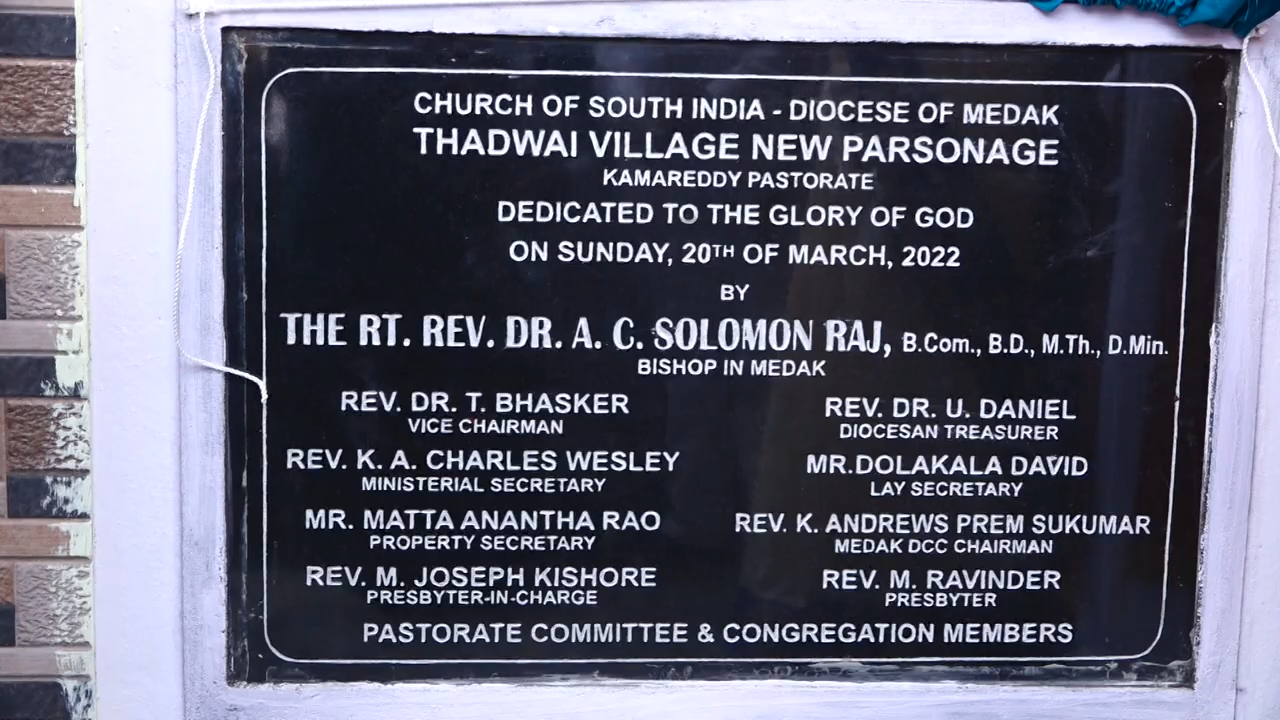 CHURCH OF SOUTH INDIA - DIOCESE OF MEDAK
THADWAI VILLAGE NEW PARSONAGE
KAMAREDDY PASTORATE
DEDICATED TO THE GLORY OF GOD
ON SUNDAY, 20TH OF MARCH, 2022
BY
THE RT. REV. DR. A. C. SOLOMON RAJ, B.Com., B.D., M.Th., D.Min.
BISHOP IN MEDAK
REV. DR. T. BHASKER
VICE CHAIRMAN
REV. DR. U. DANIEL
DIOCESAN TREASURER
REV. K. A. CHARLES WESLEY
MINISTERIAL SECRETARY
MR.DOLAKALA DAVID
LAY SECRETARY
MR. MATTA ANANTHA RAO
PROPERTY SECRETARY
REV. K. ANDREWS PREM SUKUMAR
MEDAK DCC CHAIRMAN
REV. M. JOSEPH KISHORE
PRESBYTER-IN-CHARGE
REV. M. RAVINDER
PRESBYTER
PASTORATE COMMITTEE & CONGREGATION MEMBERS